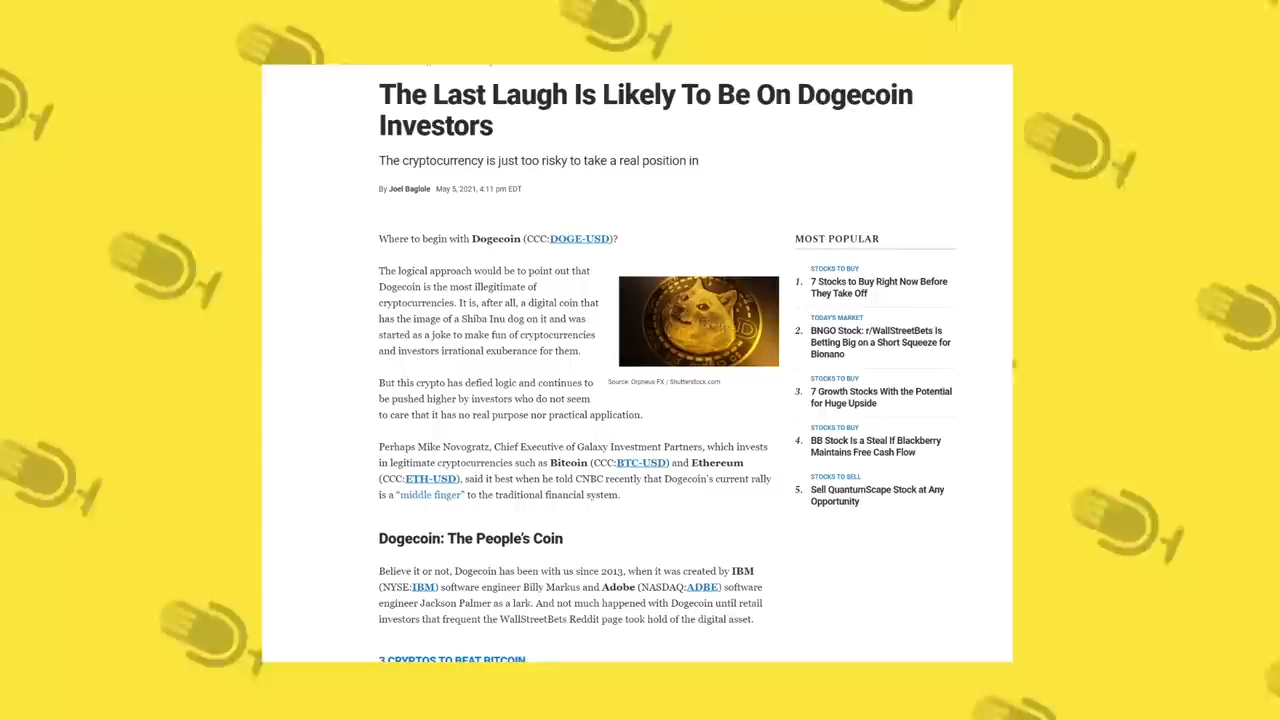 The Last Laugh Is Likely To Be On Dogecoin
Investors
The cryptocurrency is just too risky to take a real position in
By Joel Baglole May 5, 2021, 4:11 pm EDT
Where to begin with Dogecoin (CCC:DOGE-USD)?
The logical approach would be to point out that
Dogecoin is the most illegitimate of
cryptocurrencies. It is, after all, a digital coin that
has the image of a Shiba Inu dog on it and was
started as a joke to make fun of cryptocurrencies
and investors irrational exuberance for them.
Source: Orpheus FX / Shutterstock.com
But this crypto has defied logic and continues to
be pushed higher by investors who do not seem
to care that it has no real purpose nor practical application.
Perhaps Mike Novogratz, Chief Executive of Galaxy Investment Partners, which invests
in legitimate cryptocurrencies such as Bitcoin (CCC:BTC-USD) and Ethereum
(CCC:ETH-USD), said it best when he told CNBC recently that Dogecoin's current rally
is a “middle finger” to the traditional financial system.
Dogecoin: The People's Coin
Believe it or not, Dogecoin has been with us since 2013, when it was created by IBM
(NYSE:IBM) software engineer Billy Markus and Adobe (NASDAQ:ADBE) software
engineer Jackson Palmer as a lark. And not much happened with Dogecoin until retail
investors that frequent the WallStreetBets Reddit page took hold of the digital asset.
3 CRYPTOS TO BEAT BITCOIN
MOST POPULAR
STOCKS TO BUY
1. 7 Stocks to Buy Right Now Before
They Take Off
TODAY'S MARKET
2. BNGO Stock: r/WallStreetBets Is
Betting Big on a Short Squeeze for
Bionano
STOCKS TO BUY
3. 7 Growth Stocks With the Potential
for Huge Upside
STOCKS TO BUY
4. BB Stock Is a Steal If Blackberry
Maintains Free Cash Flow
STOCKS TO SELL
5. Sell QuantumScape Stock at Any
Opportunity